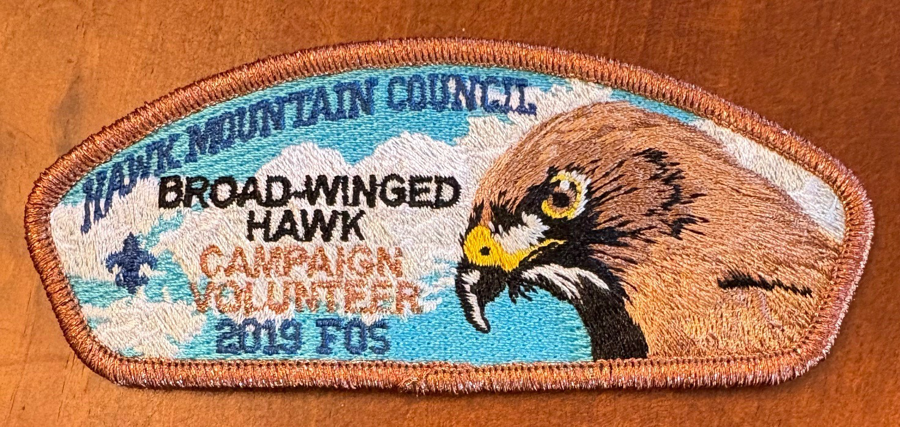 HAWK MOUNTAIN COUNCIL
BROAD-WINGED
HAWK
CAMPAIGN
VOLUNTEER
2019 FOS